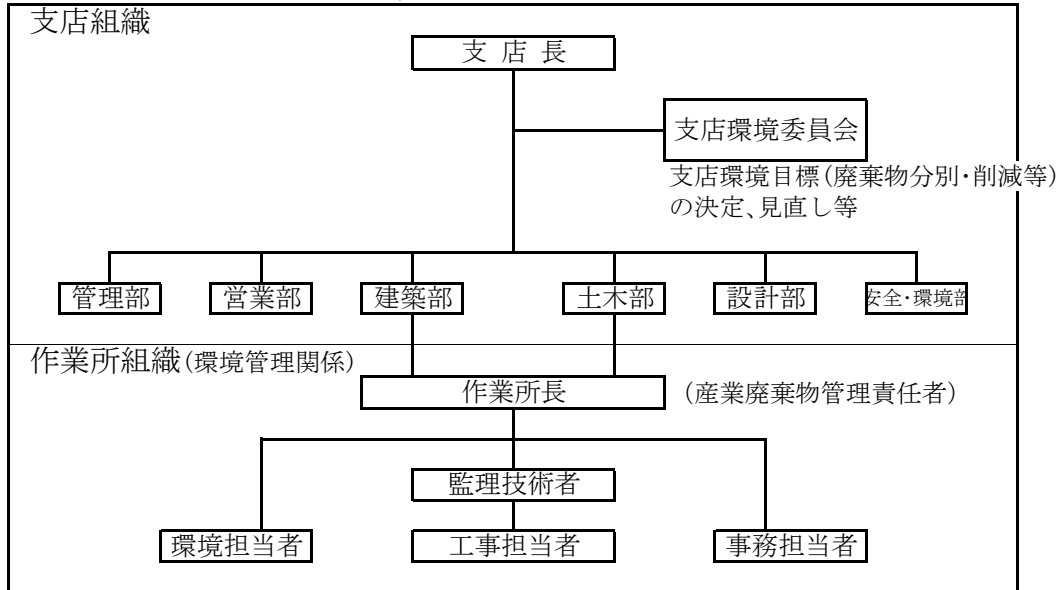 支店組織
支 店 長
支店環境委員会
支店環境目標(廃棄物分別・削減等)
の決定、見直し等
管理部 営業部 建築部 土木部 設計部 安全・環境部
作業所組織(環境管理関係)
作業所長 (産業廃棄物管理責任者)
監理技術者
環境担当者 工事担当者 事務担当者